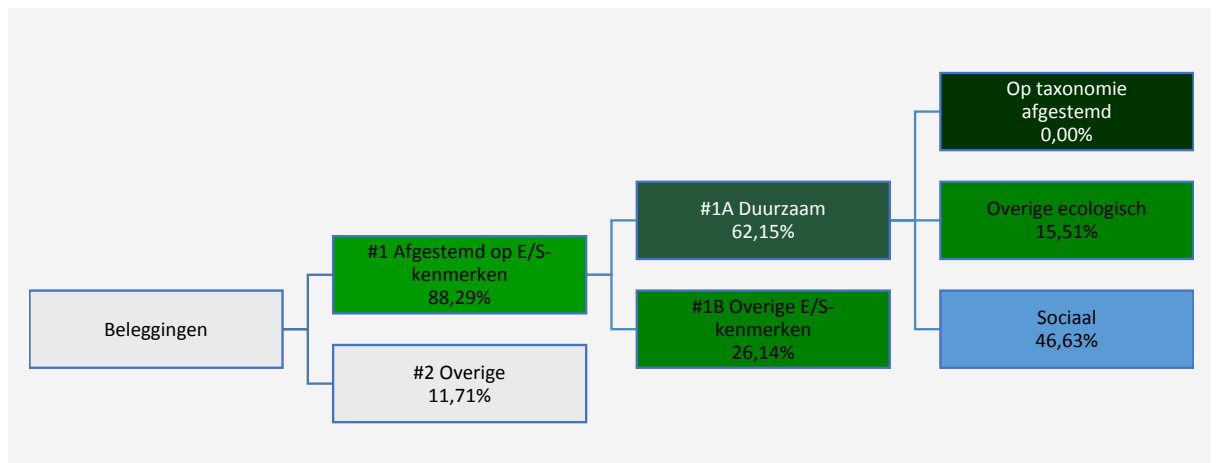 Beleggingen
#1 Afgestemd op E/S-
kenmerken
88,29%
#2 Overige
11,71%
#1A Duurzaam
62,15%
#1B Overige E/S-
kenmerken
26,14%
Op taxonomie
afgestemd
0,00%
Overige ecologisch
15,51%
Sociaal
46,63%